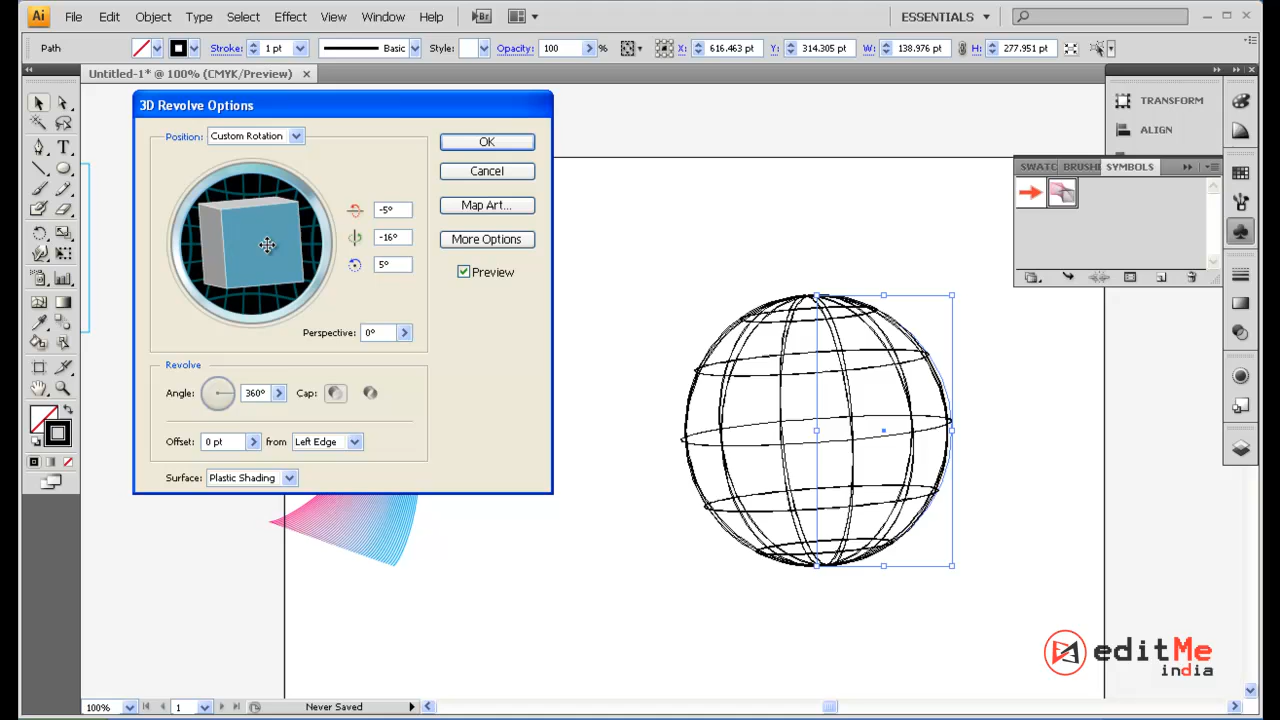 Ai File Edit Object Type Select Effect View Window Help Br ESSENTIALS
Path Stroke: 1 pt Basic Style: Opacity: 100 % X: 616.463 pt Y: 314.305 pt W: 138.976 pt H: 277.951 pt
Untitled-1* @ 100% (CMYK/Preview)
3D Revolve Options
Position: Custom Rotation
OK
Cancel
Map Art...
More Options
Preview
-5°
-16°
5°
Perspective: 0°
Revolve
Angle: 360° Cap:
Offset: 0 pt from Left Edge
Surface: Plastic Shading
TRANSFORM
ALIGN
SWATC BRUSHE SYMBOLS
T
editMe
india
100% 1 Never Saved